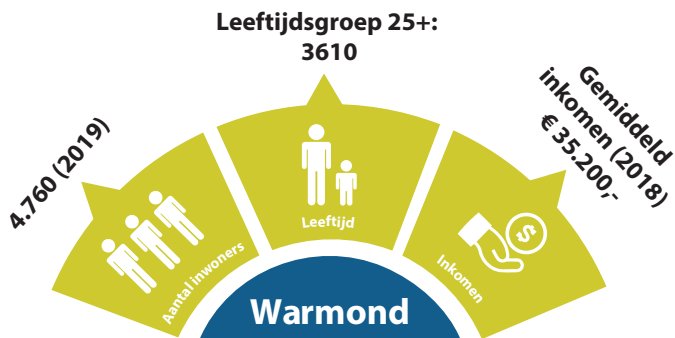 Leeftijdsgroep 25+:
3610
4.760 (2019)
Gemiddeld
inkomen (2018)
€ 35.200,-
Aantal inwoners
Leeftijd
Inkomen
$
Warmond